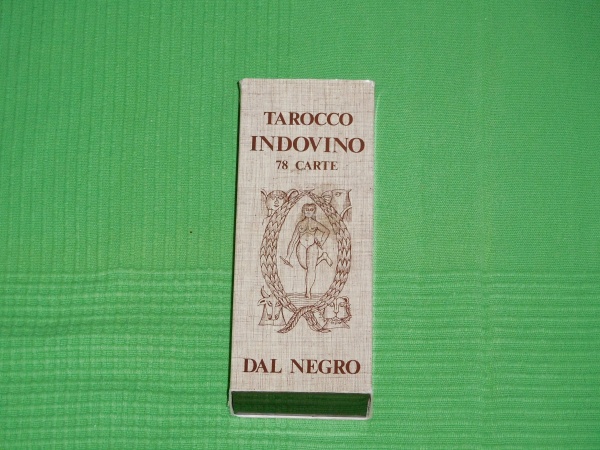 TAROCCO
INDOVINO
78 CARTE
DAL NEGRO